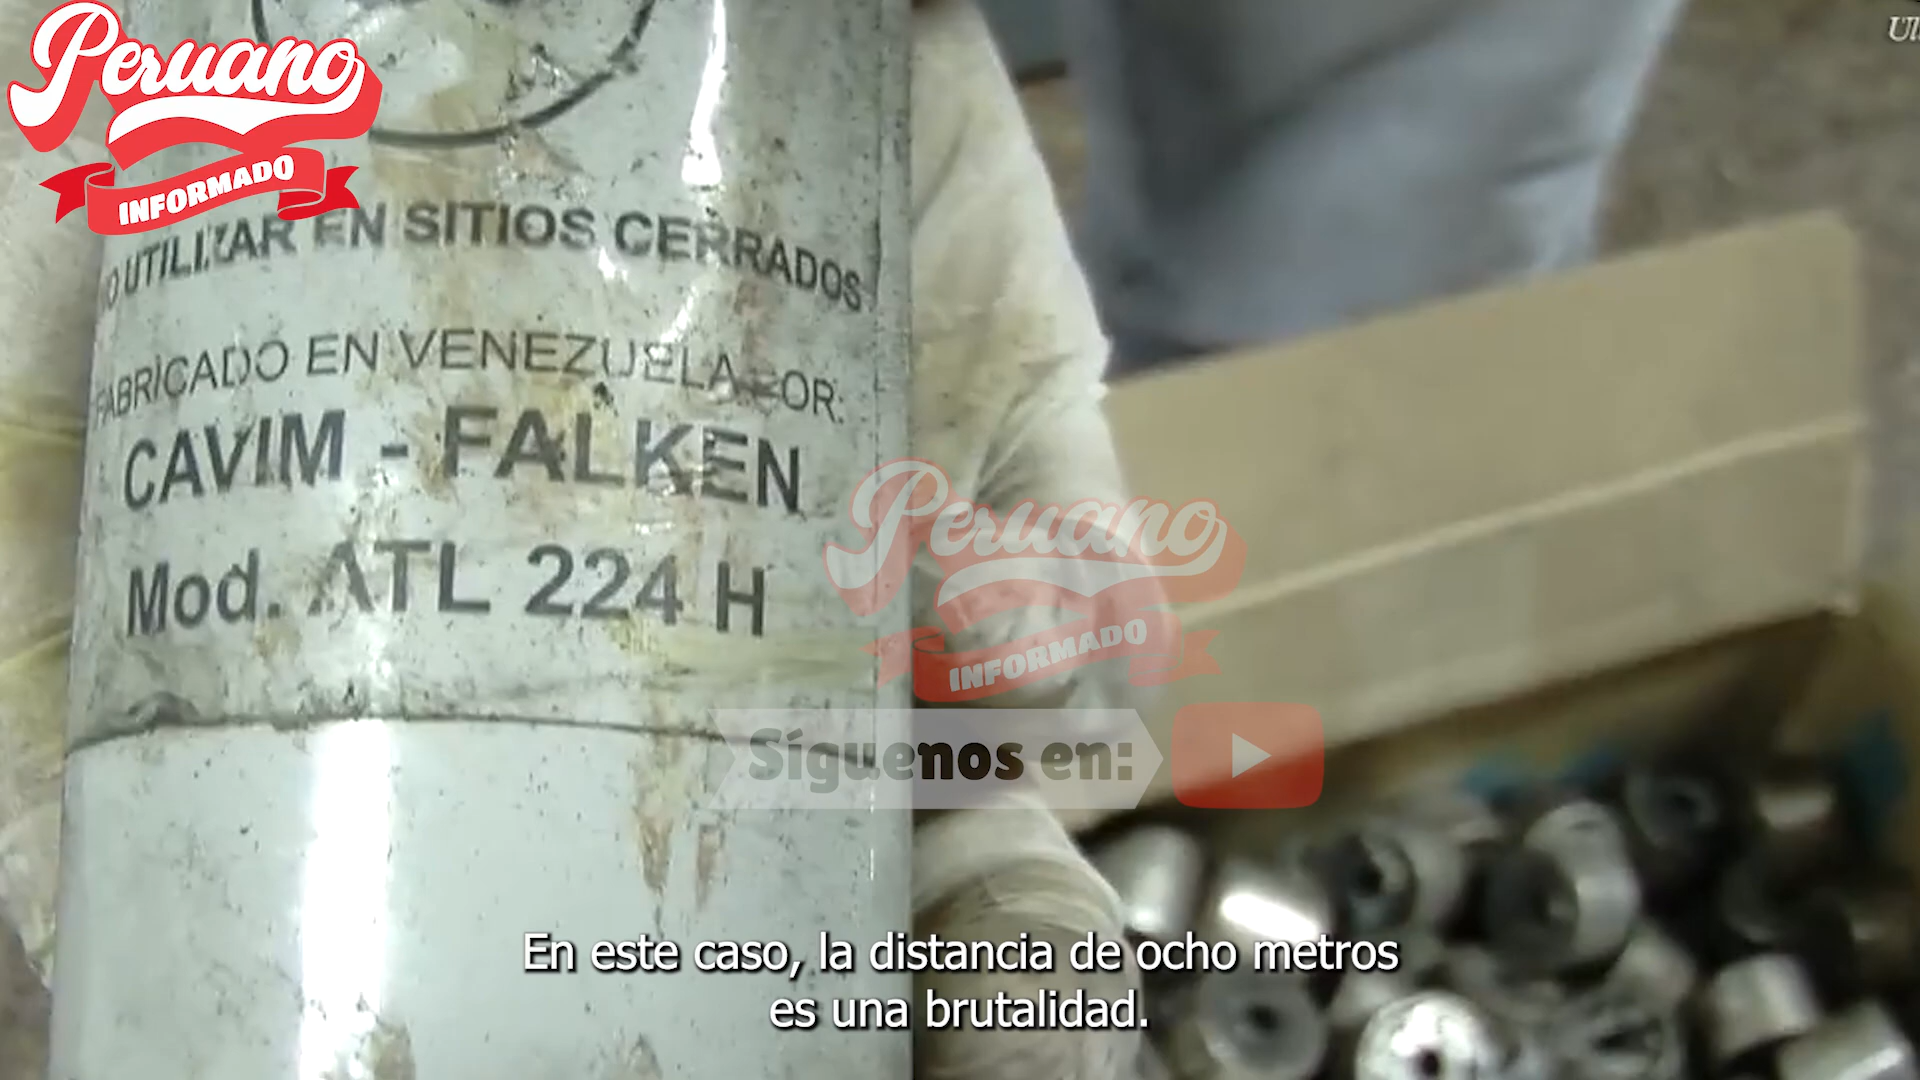 Peruano
INFORMADO
UTILIZAR EN SITIOS CERRADOS
FABRICADO EN VENEZUELA POR:
CAVIM - FALKEN
Mod. ATL 224 H
Peruano
INFORMADO
Síguenos en:
En este caso, la distancia de ocho metros
es una brutalidad.